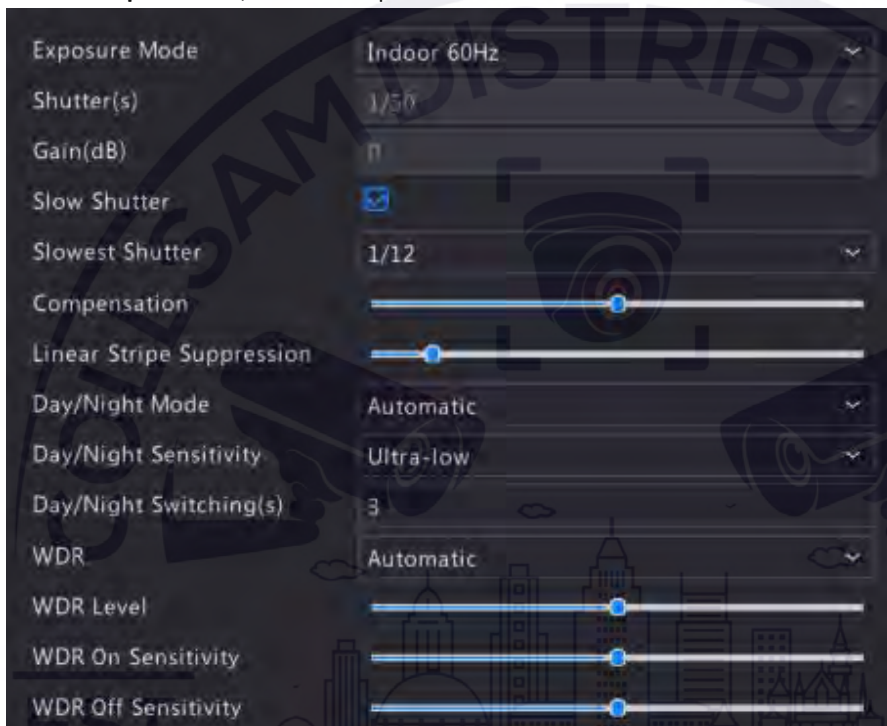 Exposure Mode Indoor 60Hz
Shutter(s) 1/50
Gain(dB)
Slow Shutter
Slowest Shutter 1/12
Compensation
Linear Stripe Suppression
Day/Night Mode Automatic
Day/Night Sensitivity Ultra-low
Day/Night Switching(s) 3
WDR Automatic
WDR Level
WDR On Sensitivity
WDR Off Sensitivity